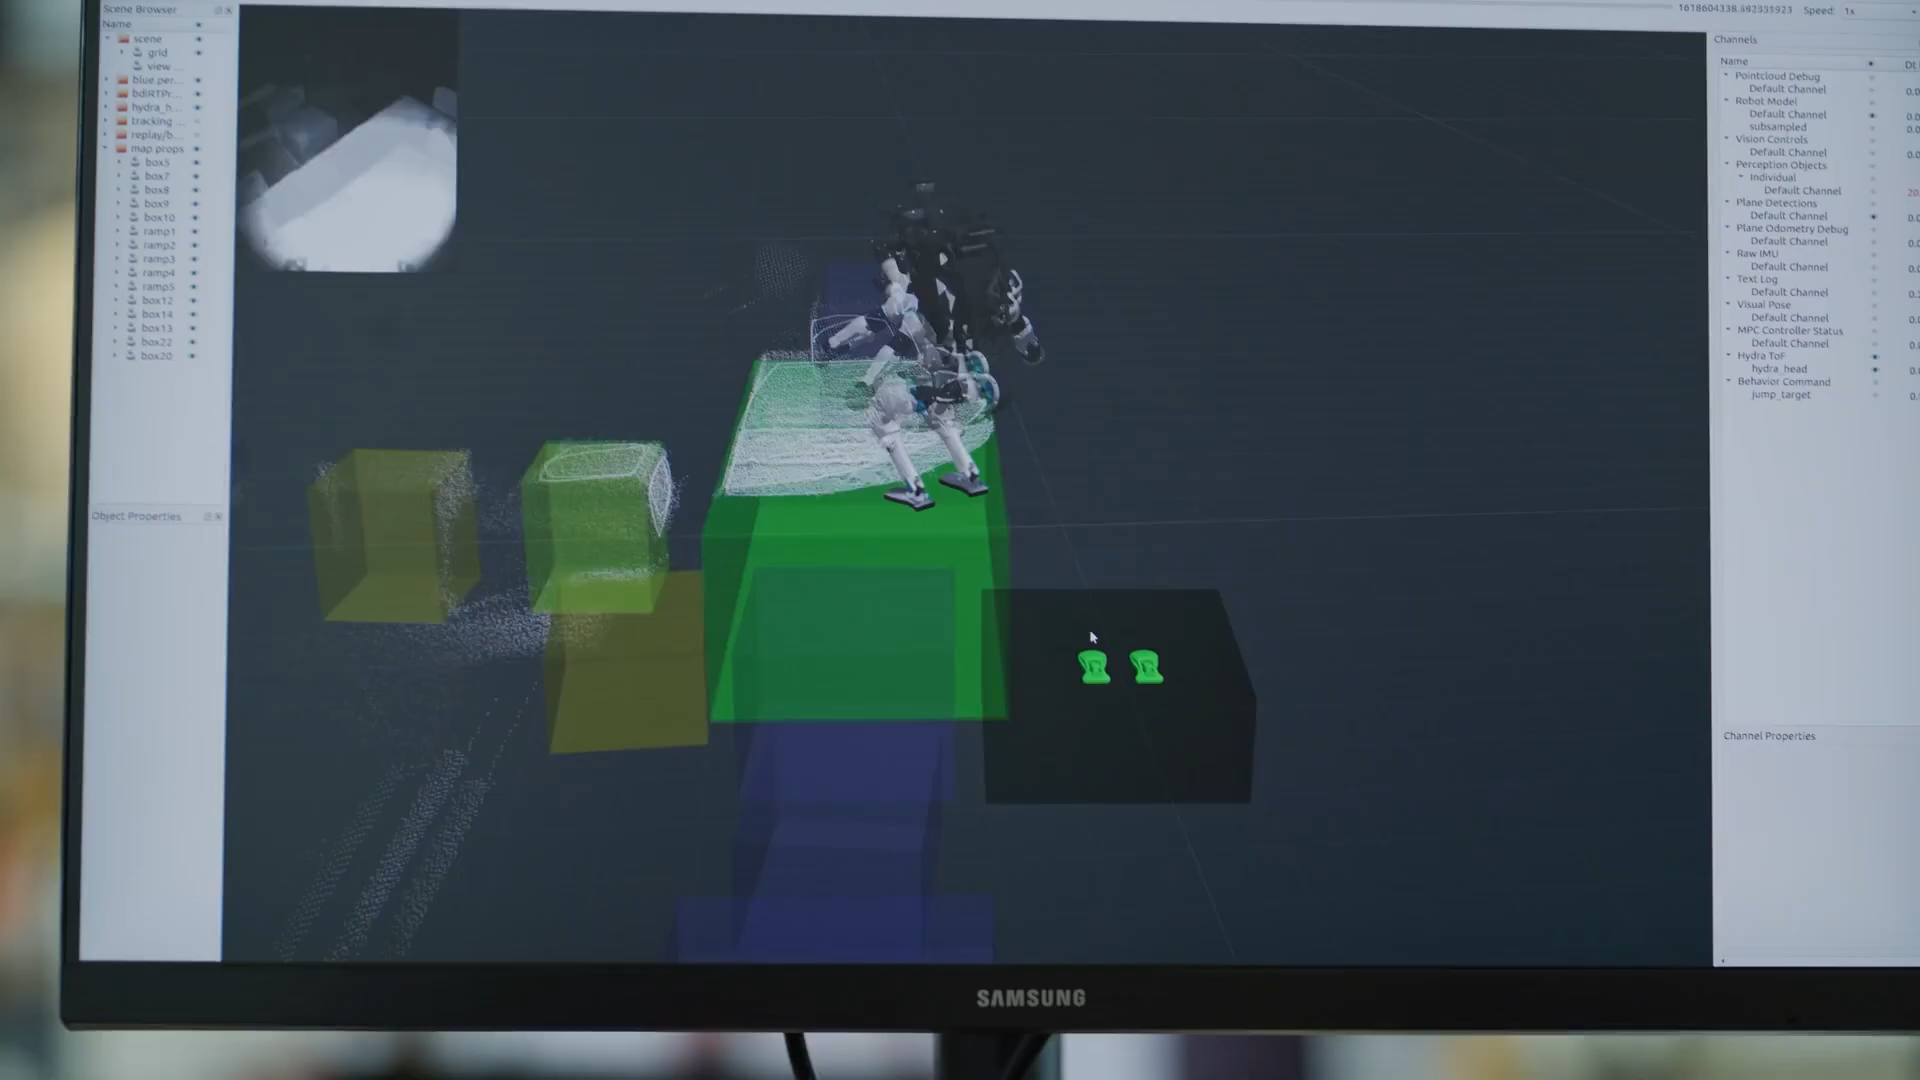 Scene Browser
Name
scene
grid
view ...
blue per...
bdiRTPr...
hydra_h...
tracking ...
replay/b...
map props
box5
box7
box8
box9
box10
ramp1
ramp2
ramp3
ramp4
ramp5
box12
box14
box13
box22
box20
Object Properties
Speed: 1x
Channels
Name Dt
Pointcloud Debug
Default Channel
Robot Model
Default Channel
subsampled
Vision Controls
Default Channel
Perception Objects
Individual
Default Channel
Plane Detections
Default Channel
Plane Odometry Debug
Default Channel
Raw IMU
Default Channel
Text Log
Default Channel
Visual Pose
Default Channel
MPC Controller Status
Default Channel
Hydra ToF
hydra_head
Behavior Command
jump_target
Channel Properties
SAMSUNG